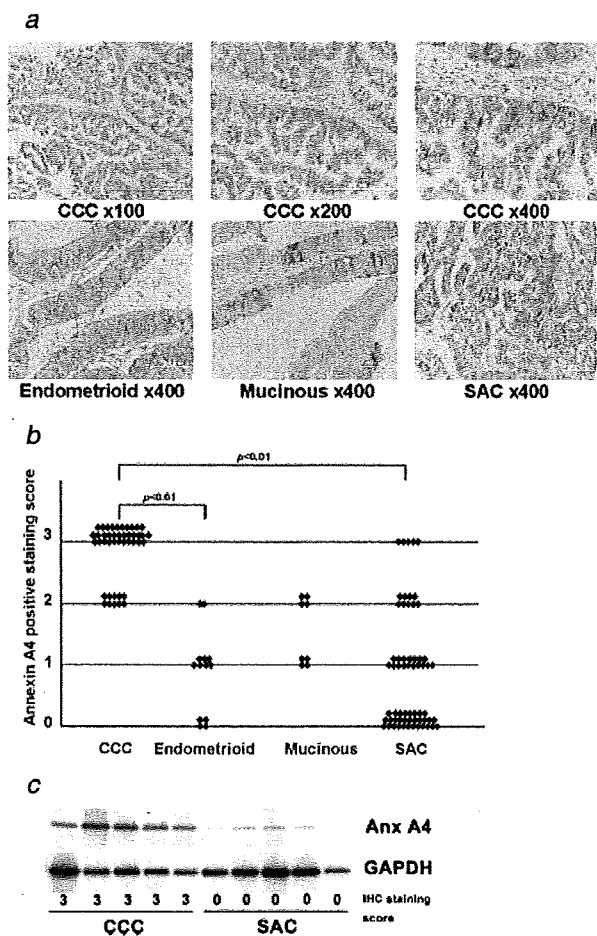 a
CCC x100
CCC x200
CCC x400
Endometrioid x400
Mucinous x400
SAC x400
b
p<0.01
p<0.01
Annexin A4 positive staining score
3
2
1
0
CCC
Endometrioid
Mucinous
SAC
c
Anx A4
GAPDH
3 3 3 3 3 0 0 0 0 0 IHC staining
score
CCC
SAC